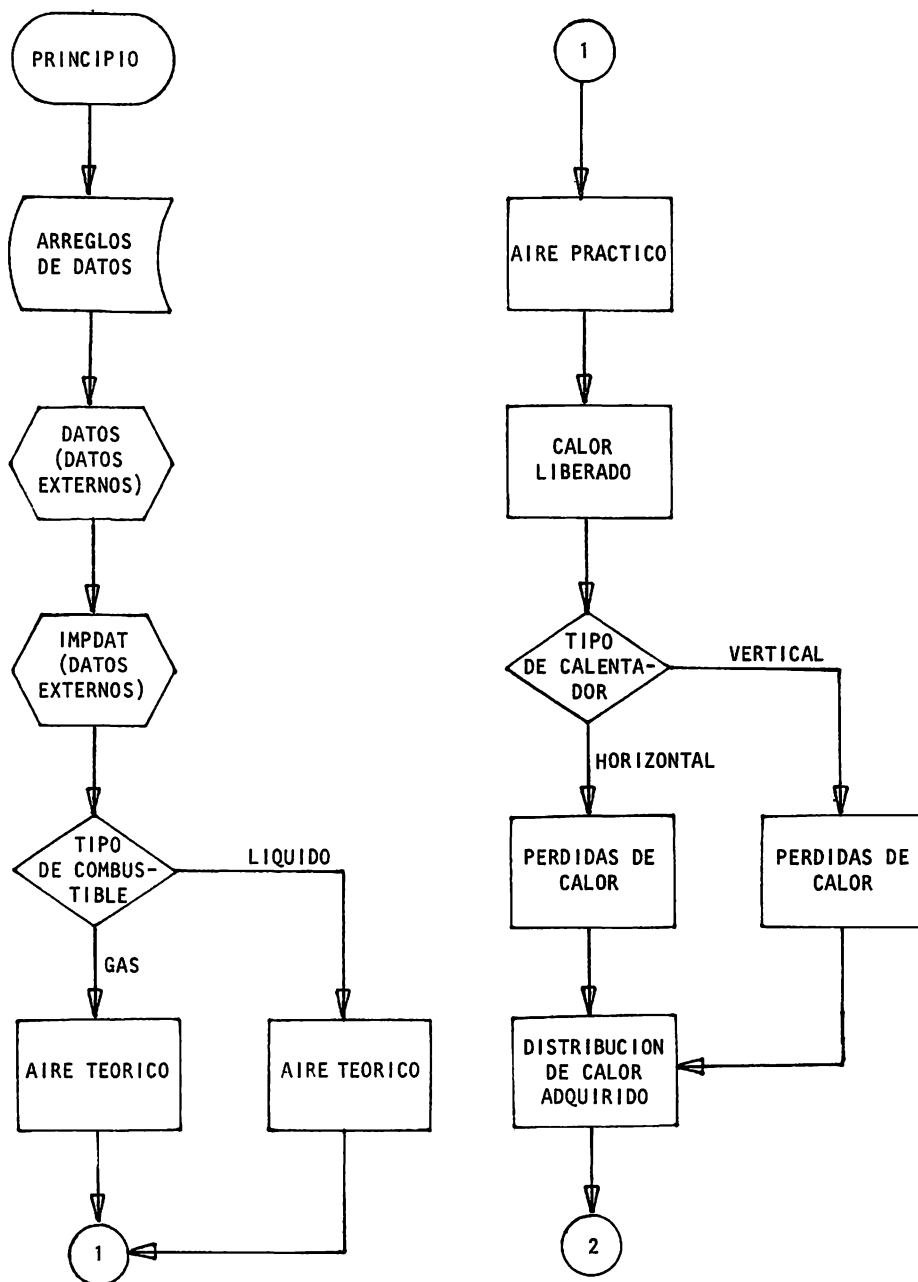 PRINCIPIO
ARREGLOS
DE DATOS
DATOS
(DATOS
EXTERNOS)
IMPDAT
(DATOS
EXTERNOS)
TIPO
DE COMBUS-
TIBLE
LIQUIDO
GAS
AIRE TEORICO
AIRE TEORICO
1
1
AIRE PRACTICO
CALOR
LIBERADO
TIPO
DE CALENTA-
DOR
VERTICAL
HORIZONTAL
PERDIDAS DE
CALOR
PERDIDAS DE
CALOR
DISTRIBUCION
DE CALOR
ADQUIRIDO
2